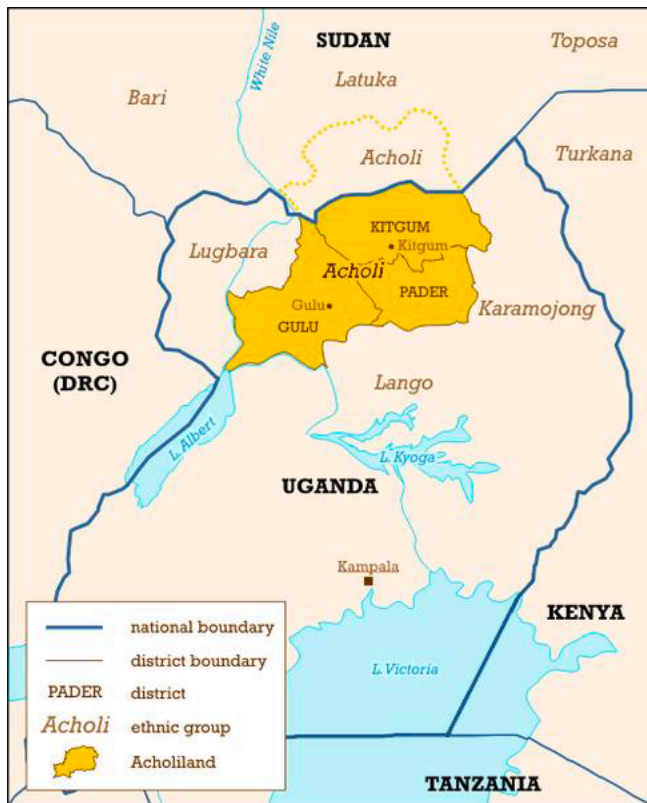 SUDAN
Toposa
White Nile
Latuka
Bari
Acholi
Turkana
KITGUM
Kitgum
Lugbara
Acholi
PADER
Gulu
GULU
Karamojong
CONGO
(DRC)
Lango
L. Albert
L. Kyoga
UGANDA
Kampala
KENYA
L. Victoria
national boundary
district boundary
PADER district
Acholi ethnic group
Acholiland
TANZANIA